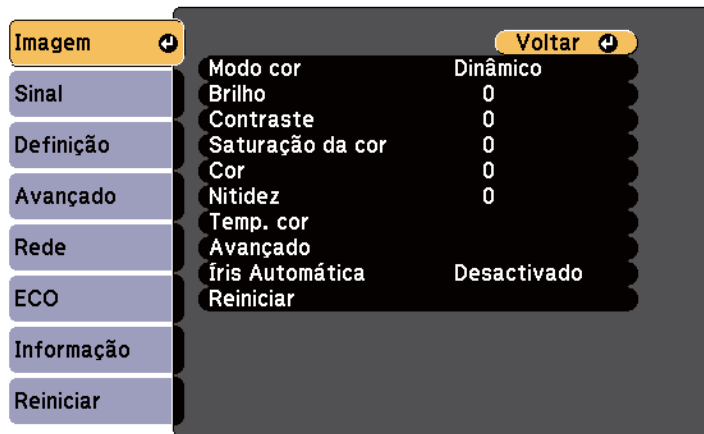 Imagem
Sinal
Definição
Avançado
Rede
ECO
Informação
Reiniciar
Voltar
Modo cor Dinâmico
Brilho 0
Contraste 0
Saturação da cor 0
Cor 0
Nitidez 0
Temp. cor
Avançado
Íris Automática Desactivado
Reiniciar